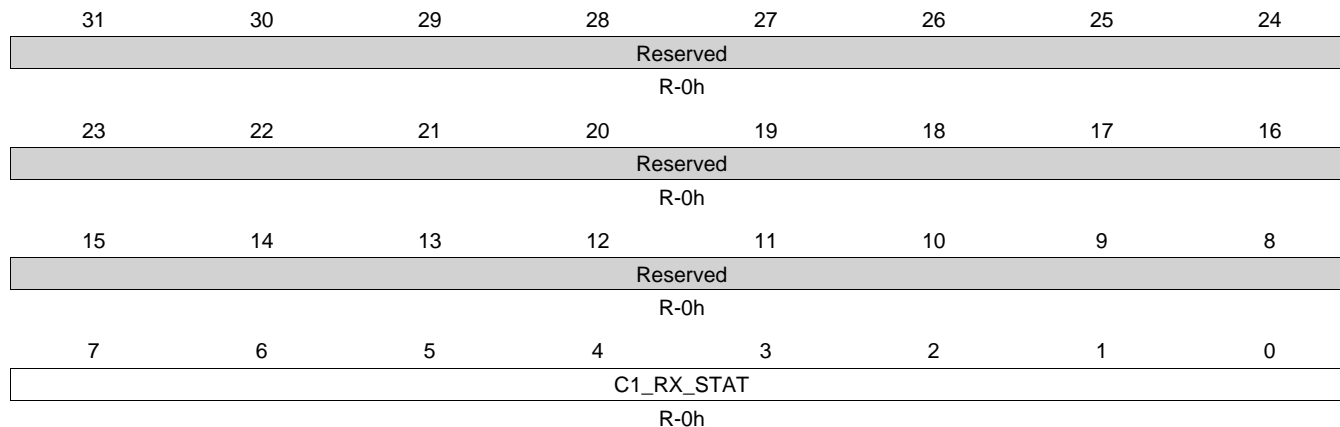 31 30 29 28 27 26 25 24
Reserved
R-0h
23 22 21 20 19 18 17 16
Reserved
R-0h
15 14 13 12 11 10 9 8
Reserved
R-0h
7 6 5 4 3 2 1 0
C1_RX_STAT
R-0h